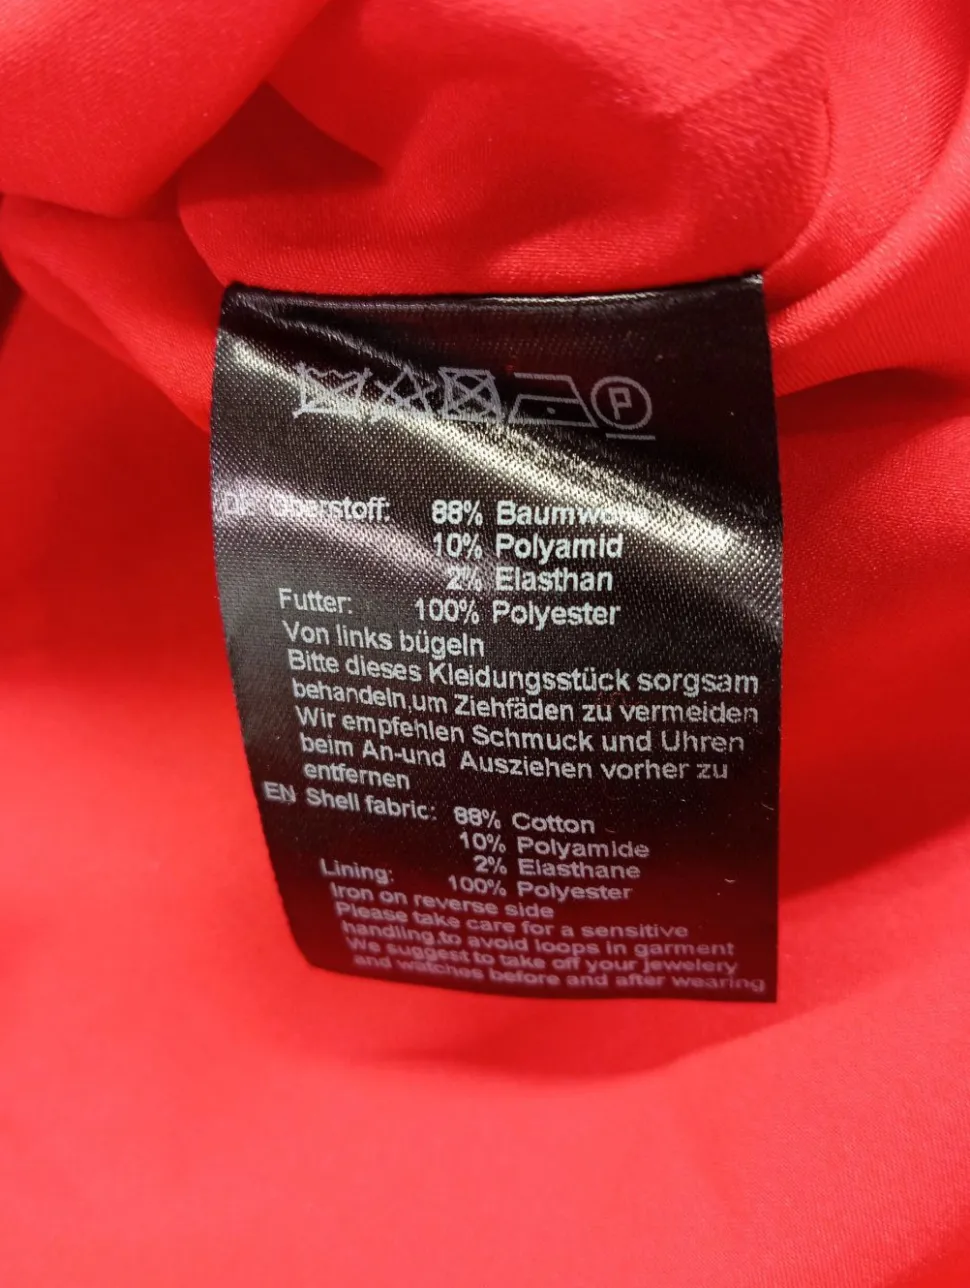 P
DE Oberstoff: 88% Baumwo
10% Polyamid
2% Elasthan
Futter: 100% Polyester
Von links bügeln
Bitte dieses Kleidungsstück sorgsam
behandeln,um Ziehfäden zu vermeiden
Wir empfehlen Schmuck und Uhren
beim An-und Ausziehen vorher zu
entfernen
EN Shell fabric: 88% Cotton
10% Polyamide
2% Elasthane
Lining: 100% Polyester
Iron on reverse side
Please take care for a sensitive
handling,to avoid loops in garment
We suggest to take off your jewelery
and watches before and after wearing